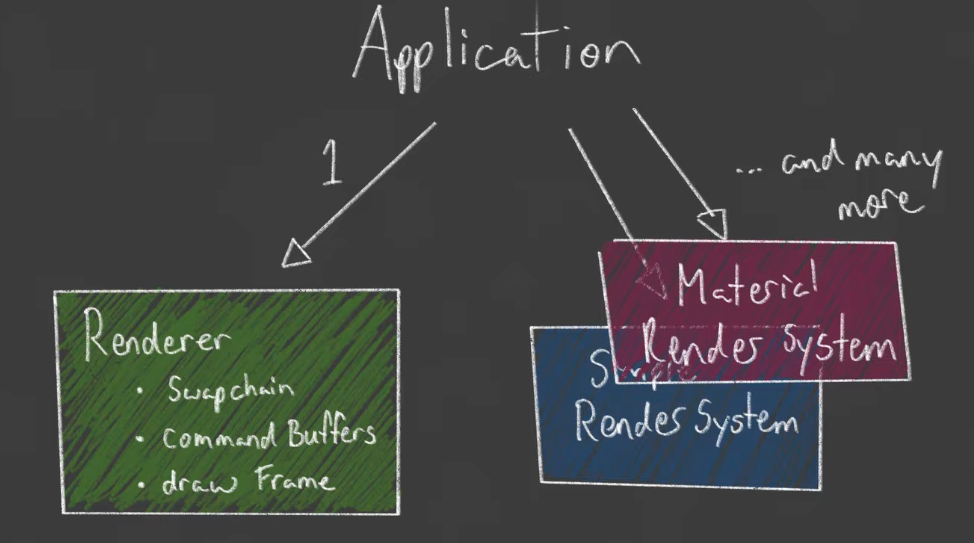 Application
1
... and many
more
Renderer
• Swapchain
• Command Buffers
• draw Frame
Material
Render System
Simple
Render System